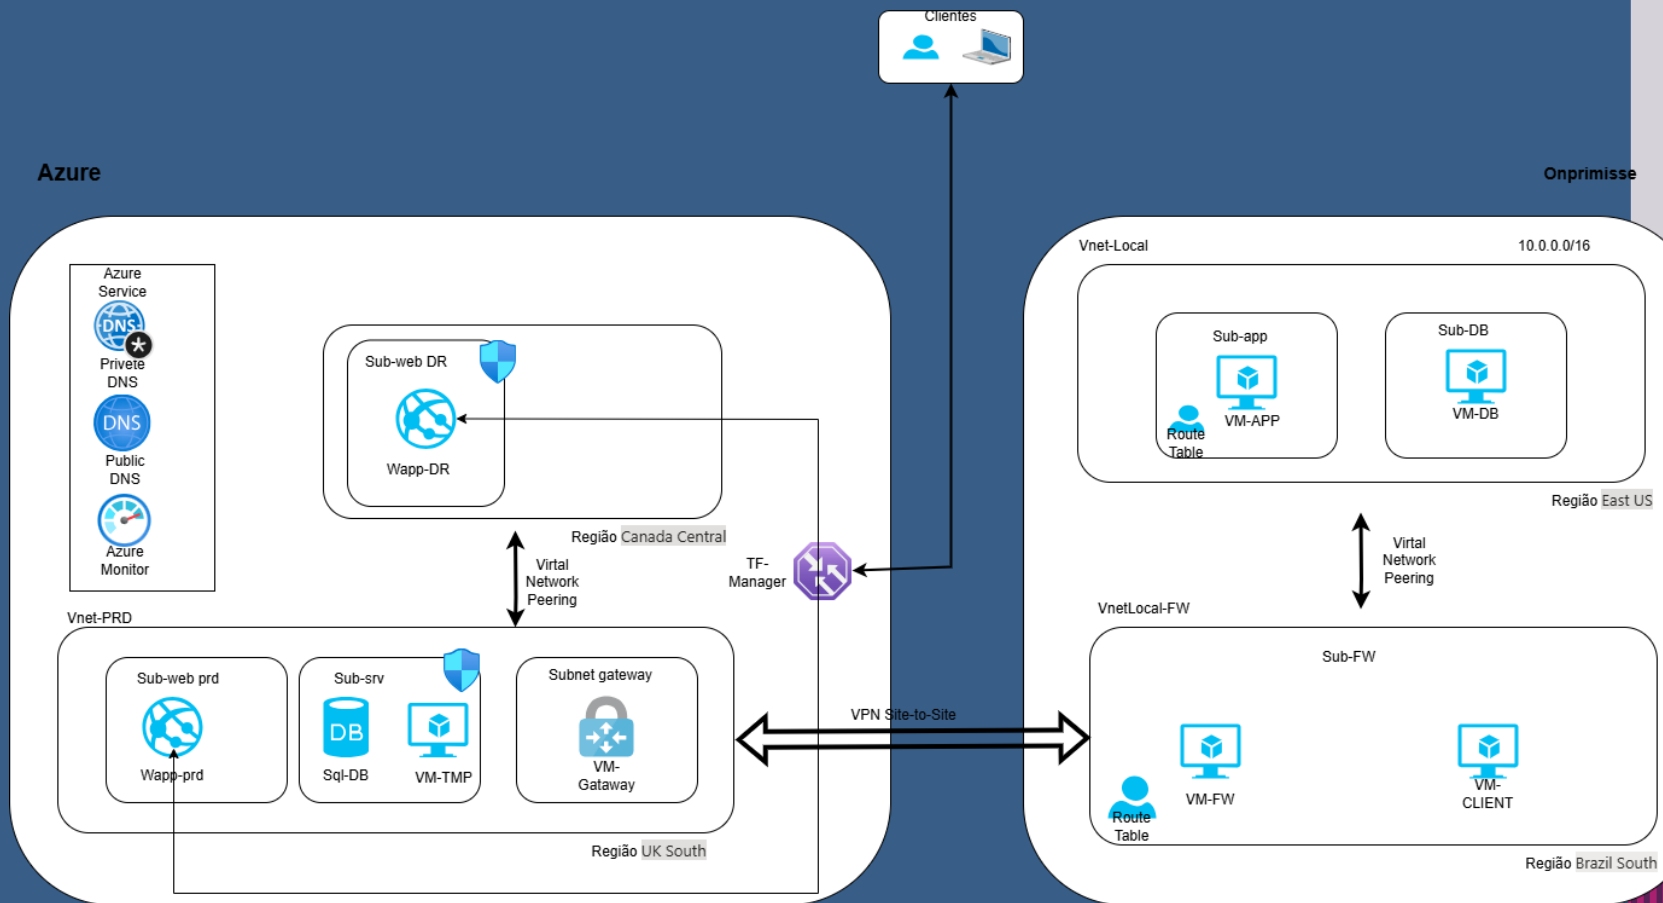 Clientes
Azure
Onprimisse
Azure
Service
DNS
Privete
DNS
DNS
Public
DNS
Azure
Monitor
Sub-web DR
Wapp-DR
Região Canada Central
Virtal
Network
Peering
TF-
Manager
Vnet-PRD
Sub-web prd
Wapp-prd
Sub-srv
DB
Sql-DB
VM-TMP
Subnet gateway
VM-
Gataway
Região UK South
VPN Site-to-Site
Vnet-Local
10.0.0.0/16
Sub-app
VM-APP
Route
Table
Sub-DB
VM-DB
Região East US
Virtal
Network
Peering
VnetLocal-FW
Sub-FW
VM-FW
Route
Table
VM-
CLIENT
Região Brazil South